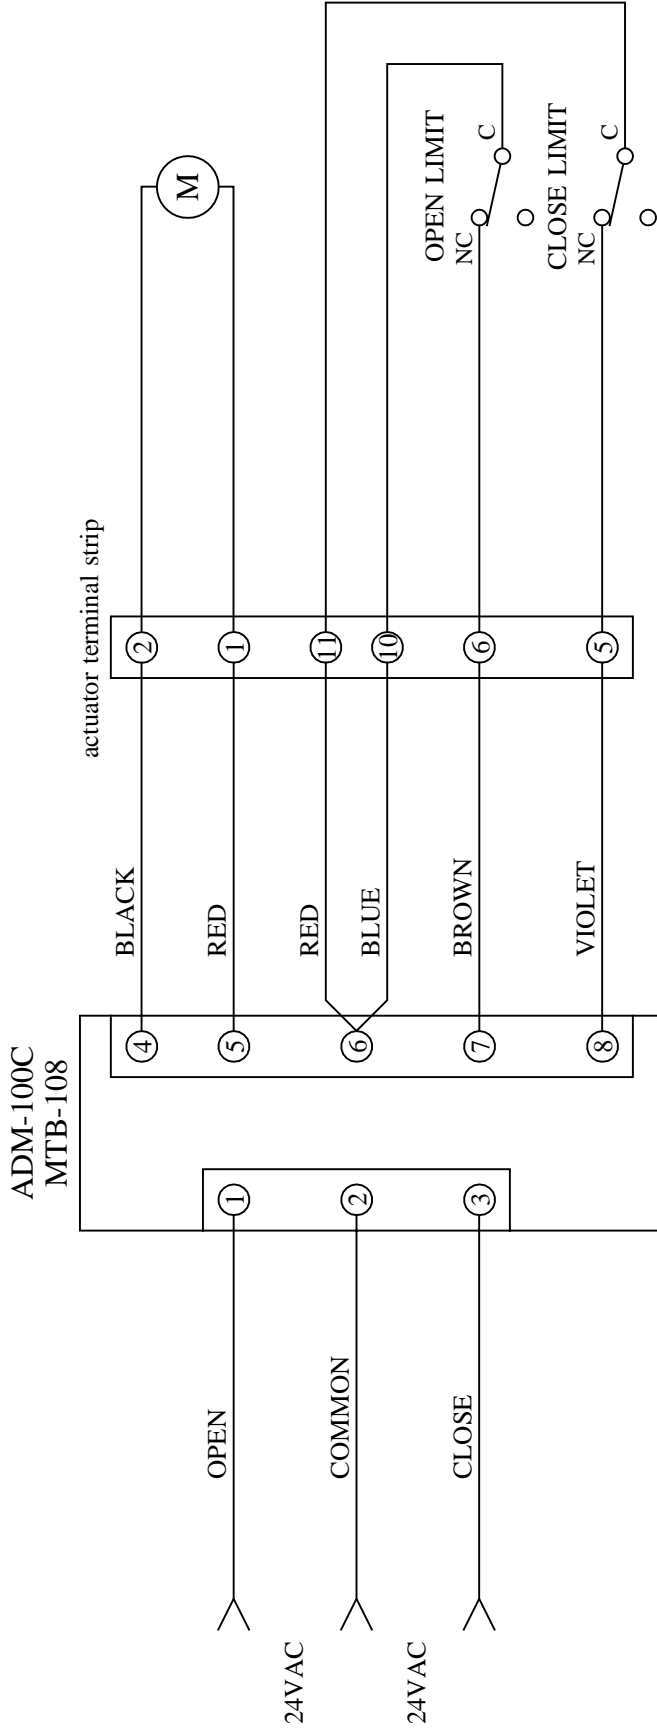 ADM-100C
MTB-108
actuator terminal strip
BLACK
4
2
M
OPEN
RED
1
5
1
24VAC
RED
11
COMMON
2
6
BLUE
10
24VAC
OPEN LIMIT
CLOSE
BROWN
NC
C
3
7
6
CLOSE LIMIT
VIOLET
NC
C
8
5